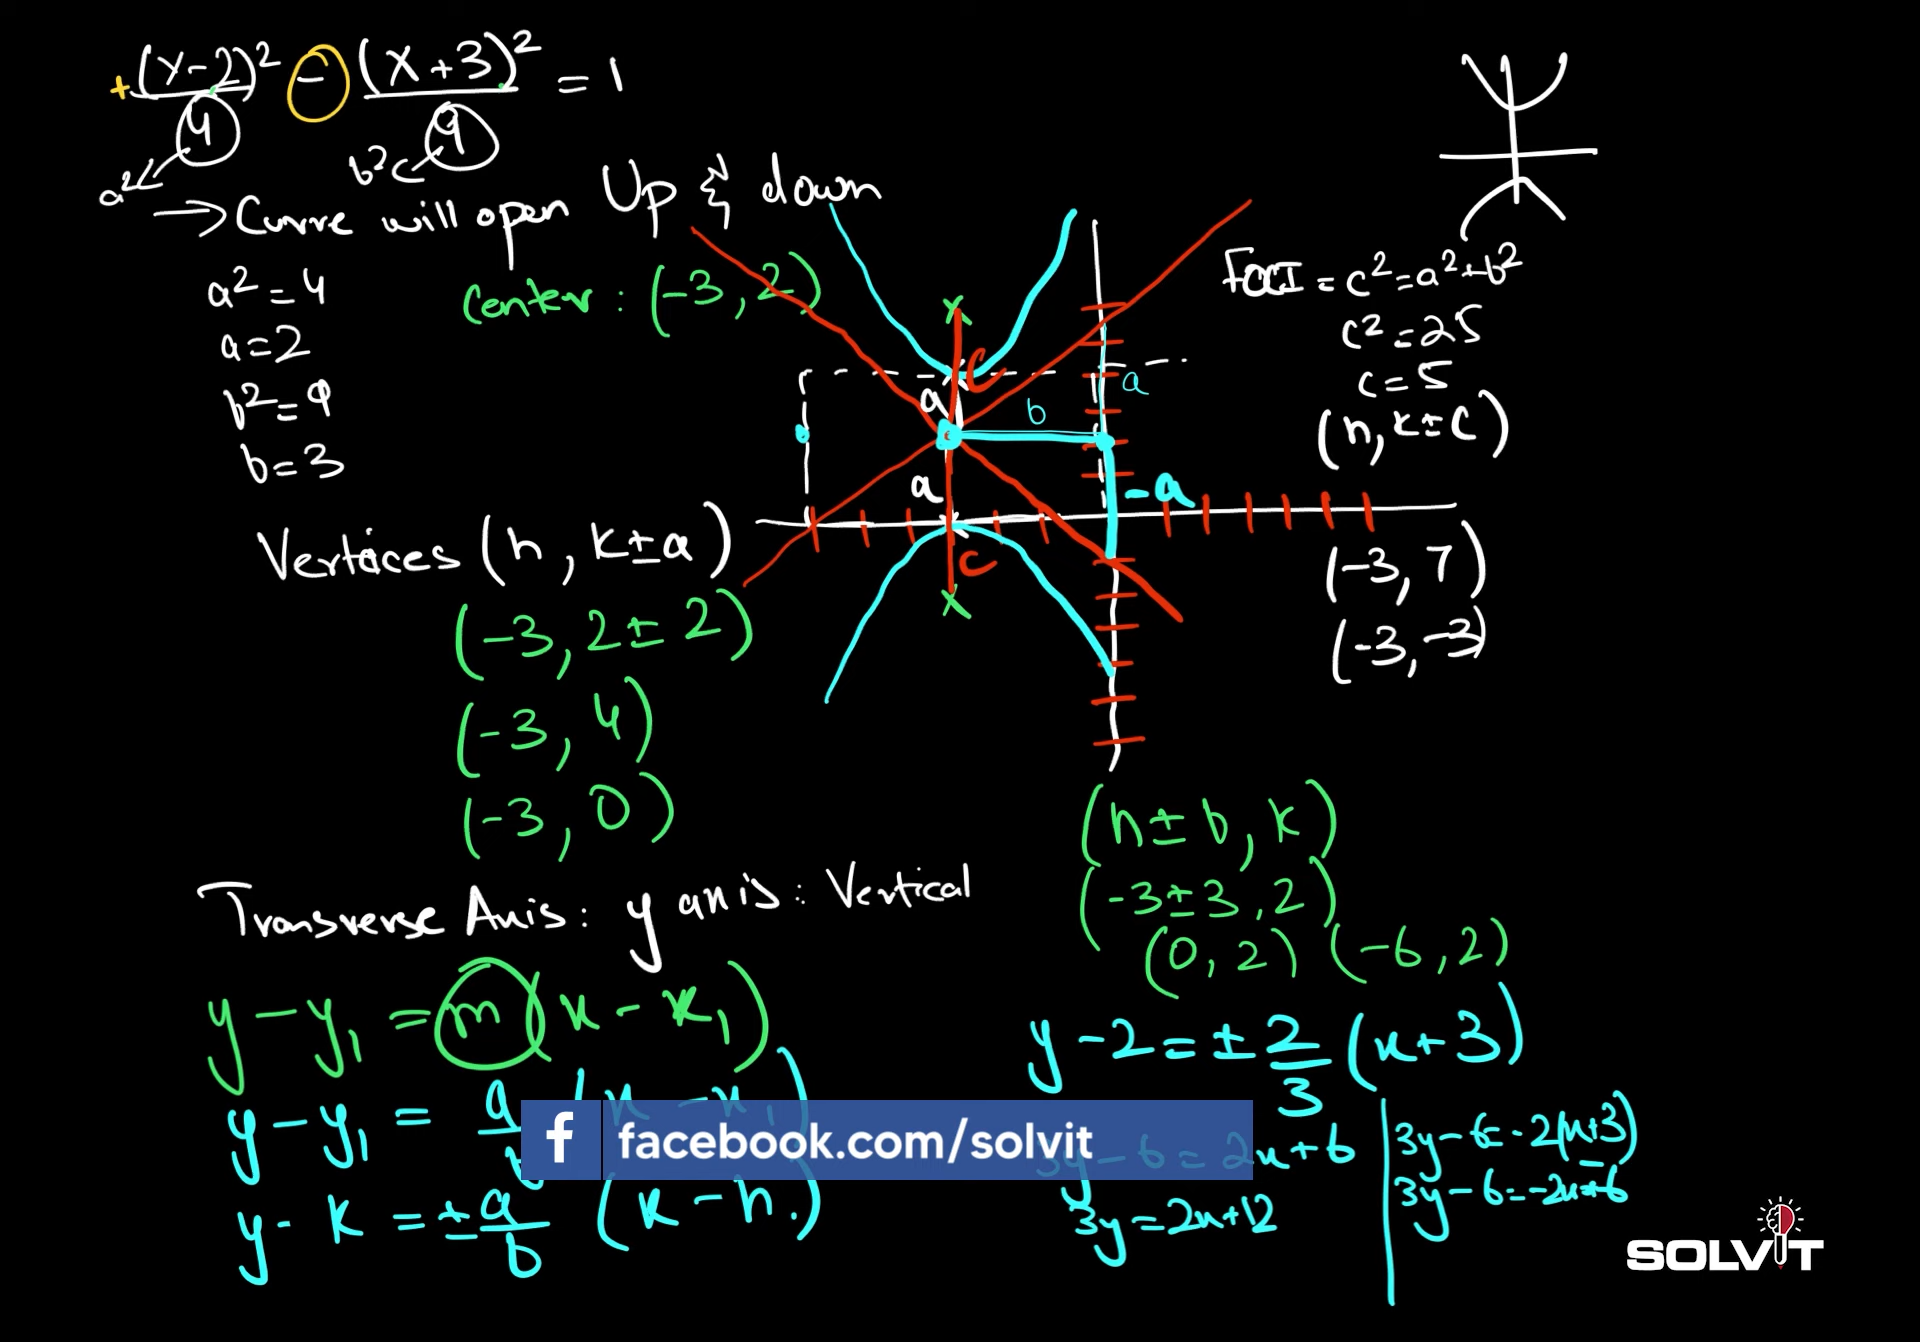 +(y-2)²/4 - (x+3)²/9 = 1
a² b²
→ Curve will open Up & down
a² = 4
a = 2
b² = 9
b = 3
Center : (-3, 2)
Foci = c² = a² + b²
c² = 25
c = 5
(h, k ± c)
(-3, 7)
(-3, -3)
C
a
b
a
a
-a
C
Vertices (h, k ± a)
(-3, 2 ± 2)
(-3, 4)
(-3, 0)
Transverse Axis : y axis : Vertical
(h ± b, k)
(-3 ± 3, 2)
(0, 2) (-6, 2)
y - y₁ = m (x - x₁)
y - k = ± a/b (x - h)
y - 2 = ± 2/3 (x + 3)
3y - 6 = 2x + 6
3y = 2x + 12
3y - 6 = -2(x+3)
3y - 6 = -2x - 6
facebook.com/solvit
SOLVIT